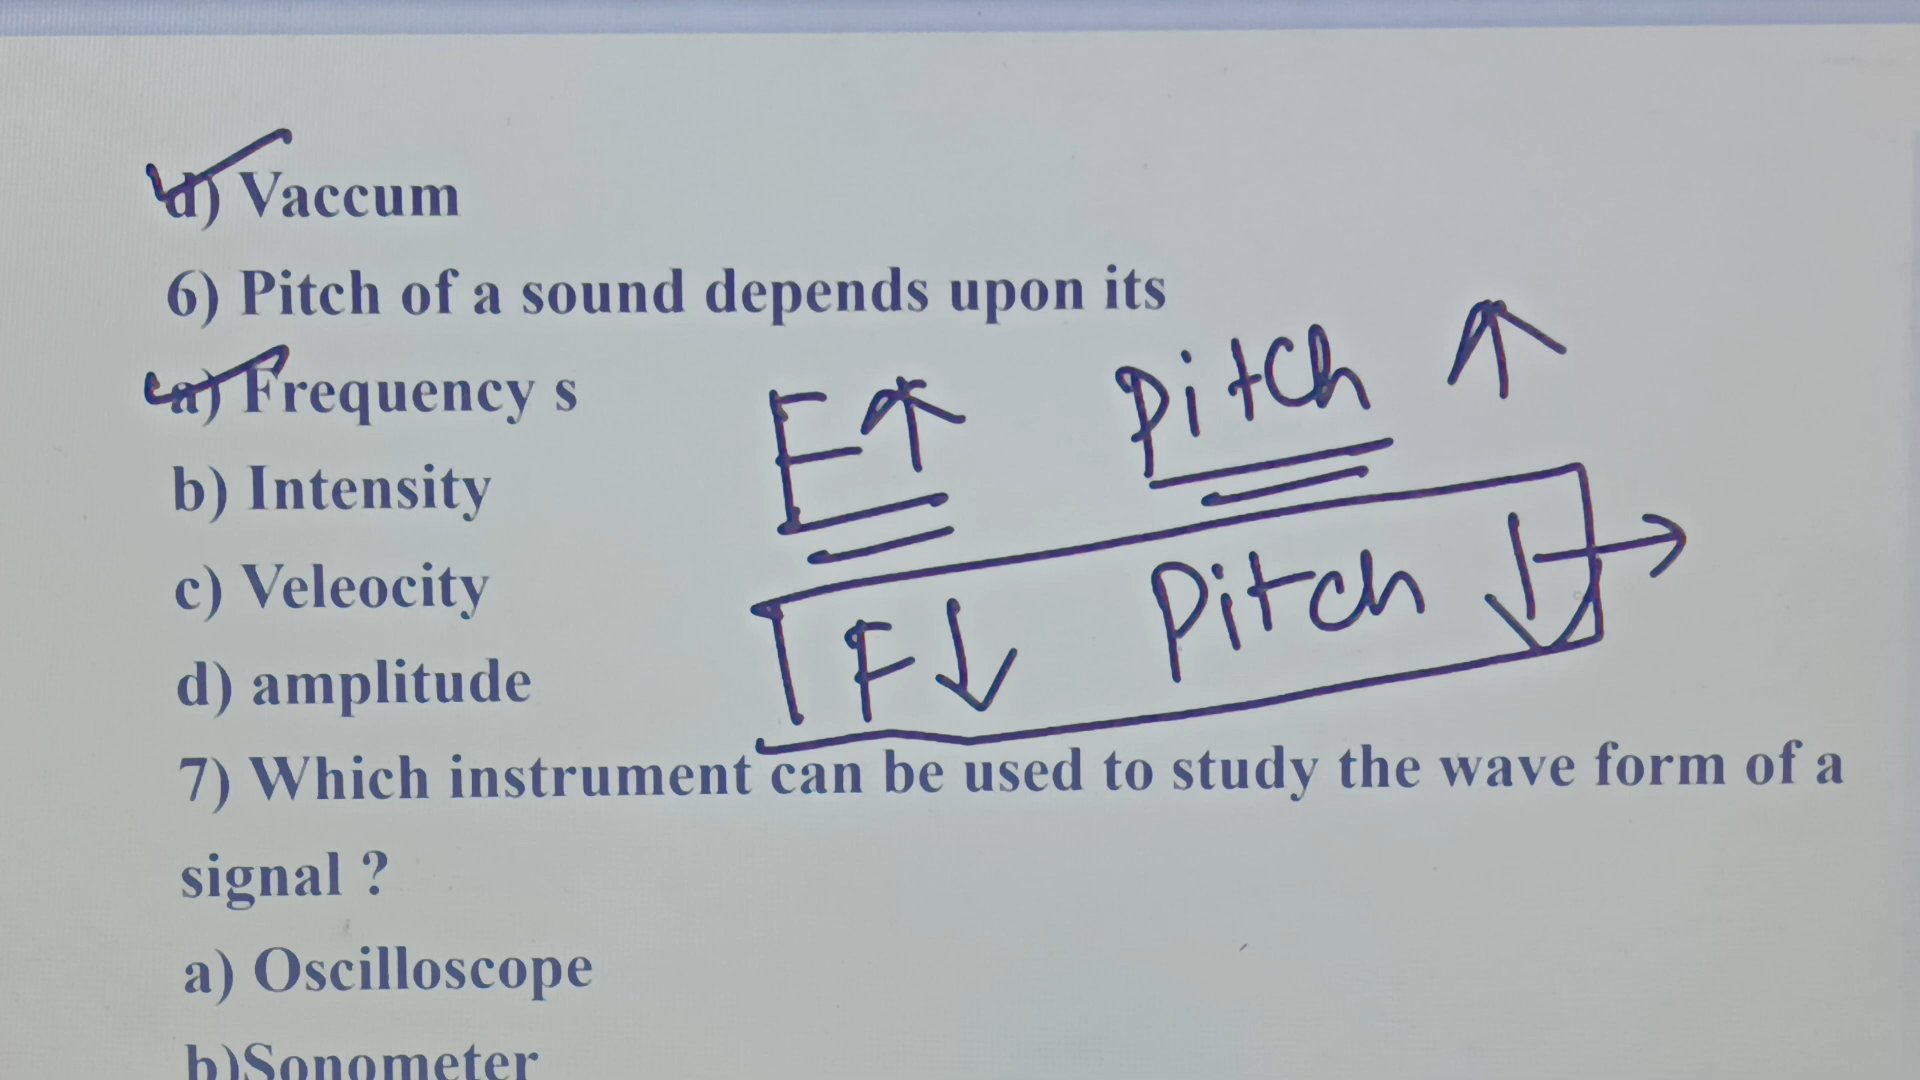 d) Vaccum
6) Pitch of a sound depends upon its
a) Frequency s
F↑ Pitch ↑
b) Intensity
c) Veleocity
F↓ Pitch ↓ →
d) amplitude
7) Which instrument can be used to study the wave form of a
signal ?
a) Oscilloscope
b)Sonometer